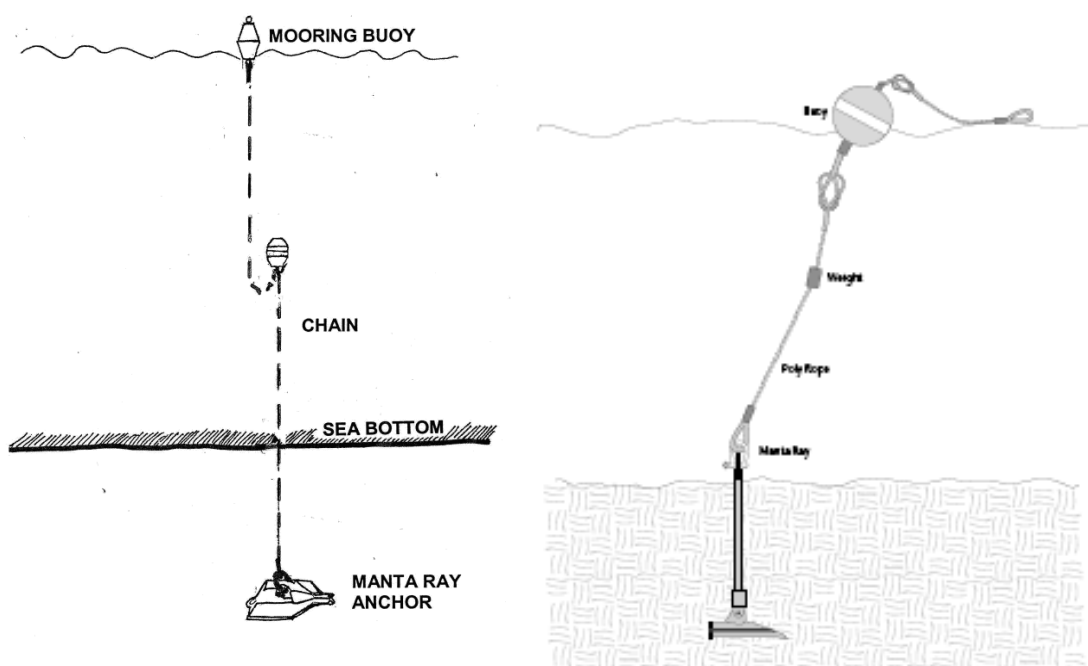 MOORING BUOY
CHAIN
SEA BOTTOM
MANTA RAY
ANCHOR
Buoy
Weight
Poly Rope
Manta Ray